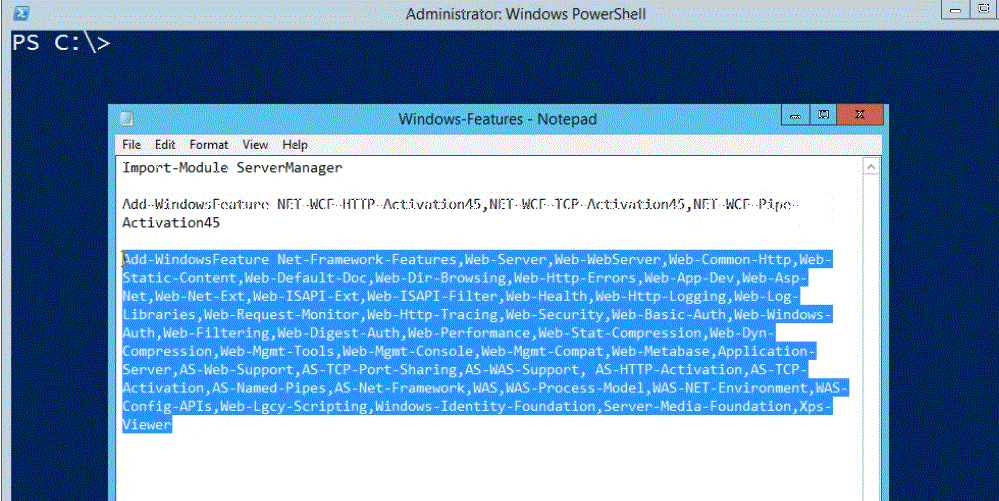 Administrator: Windows PowerShell
PS C:\>
Windows-Features - Notepad
File Edit Format View Help
Import-Module ServerManager
Add-WindowsFeature NET-WCF-HTTP-Activation45,NET-WCF-TCP-Activation45,NET-WCF-Pipe-
Activation45
Add-WindowsFeature Net-Framework-Features,Web-Server,Web-WebServer,Web-Common-Http,Web-
Static-Content,Web-Default-Doc,Web-Dir-Browsing,Web-Http-Errors,Web-App-Dev,Web-Asp-
Net,Web-Net-Ext,Web-ISAPI-Ext,Web-ISAPI-Filter,Web-Health,Web-Http-Logging,Web-Log-
Libraries,Web-Request-Monitor,Web-Http-Tracing,Web-Security,Web-Basic-Auth,Web-Windows-
Auth,Web-Filtering,Web-Digest-Auth,Web-Performance,Web-Stat-Compression,Web-Dyn-
Compression,Web-Mgmt-Tools,Web-Mgmt-Console,Web-Mgmt-Compat,Web-Metabase,Application-
Server,AS-Web-Support,AS-TCP-Port-Sharing,AS-WAS-Support, AS-HTTP-Activation,AS-TCP-
Activation,AS-Named-Pipes,AS-Net-Framework,WAS,WAS-Process-Model,WAS-NET-Environment,WAS-
Config-APIs,Web-Lgcy-Scripting,Windows-Identity-Foundation,Server-Media-Foundation,Xps-
Viewer